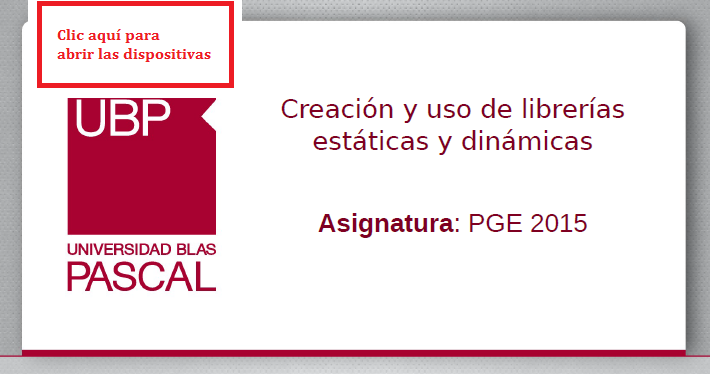 Clic aquí para
abrir las dispositivas
UBP
UNIVERSIDAD BLAS
PASCAL
Creación y uso de librerías
estáticas y dinámicas
Asignatura: PGE 2015